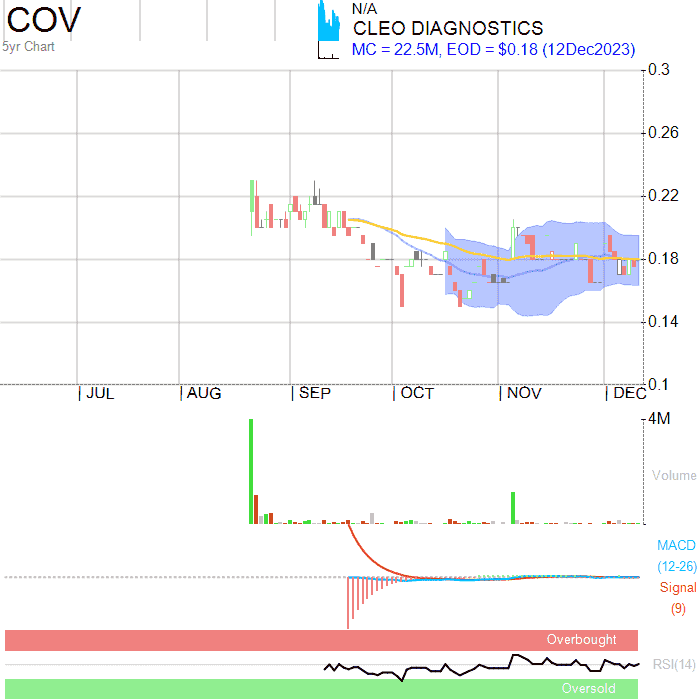 COV
5yr Chart
N/A
CLEO DIAGNOSTICS
MC = 22.5M, EOD = $0.18 (12Dec2023)
0.3
0.26
0.22
0.18
0.14
0.1
JUL AUG SEP OCT NOV DEC
4M
Volume
MACD
(12-26)
Signal
(9)
Overbought
RSI(14)
Oversold